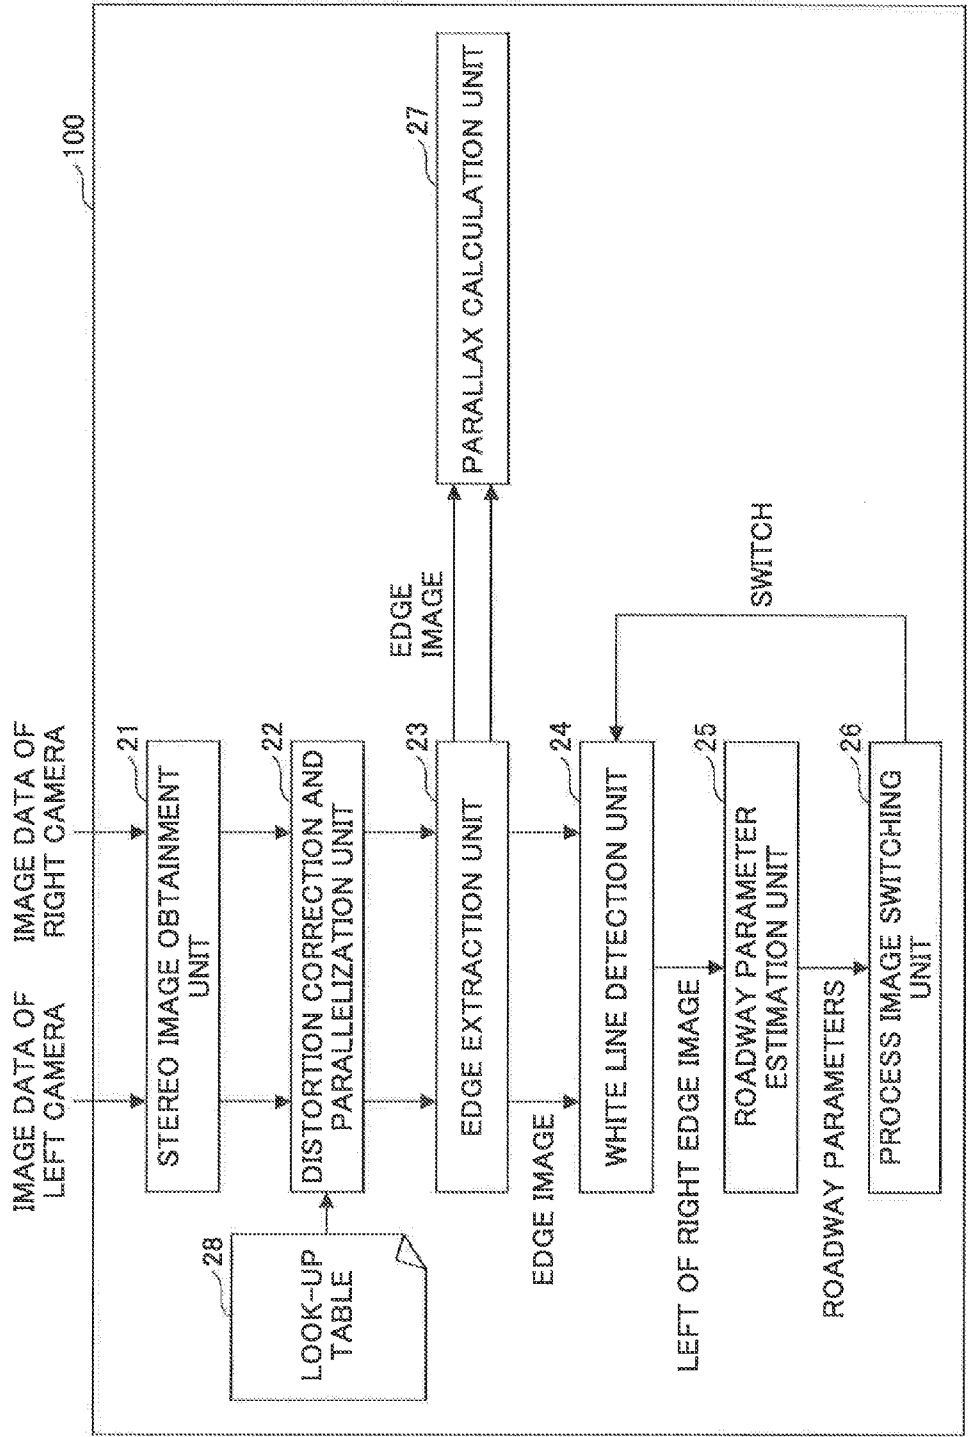 100
IMAGE DATA OF
LEFT CAMERA
IMAGE DATA OF
RIGHT CAMERA
21
STEREO IMAGE OBTAINMENT
UNIT
28
LOOK-UP
TABLE
22
DISTORTION CORRECTION AND
PARALLELIZATION UNIT
23
EDGE EXTRACTION UNIT
EDGE
IMAGE
27
PARALLAX CALCULATION UNIT
EDGE IMAGE
24
WHITE LINE DETECTION UNIT
SWITCH
LEFT OF RIGHT EDGE IMAGE
25
ROADWAY PARAMETER
ESTIMATION UNIT
ROADWAY PARAMETERS
26
PROCESS IMAGE SWITCHING
UNIT